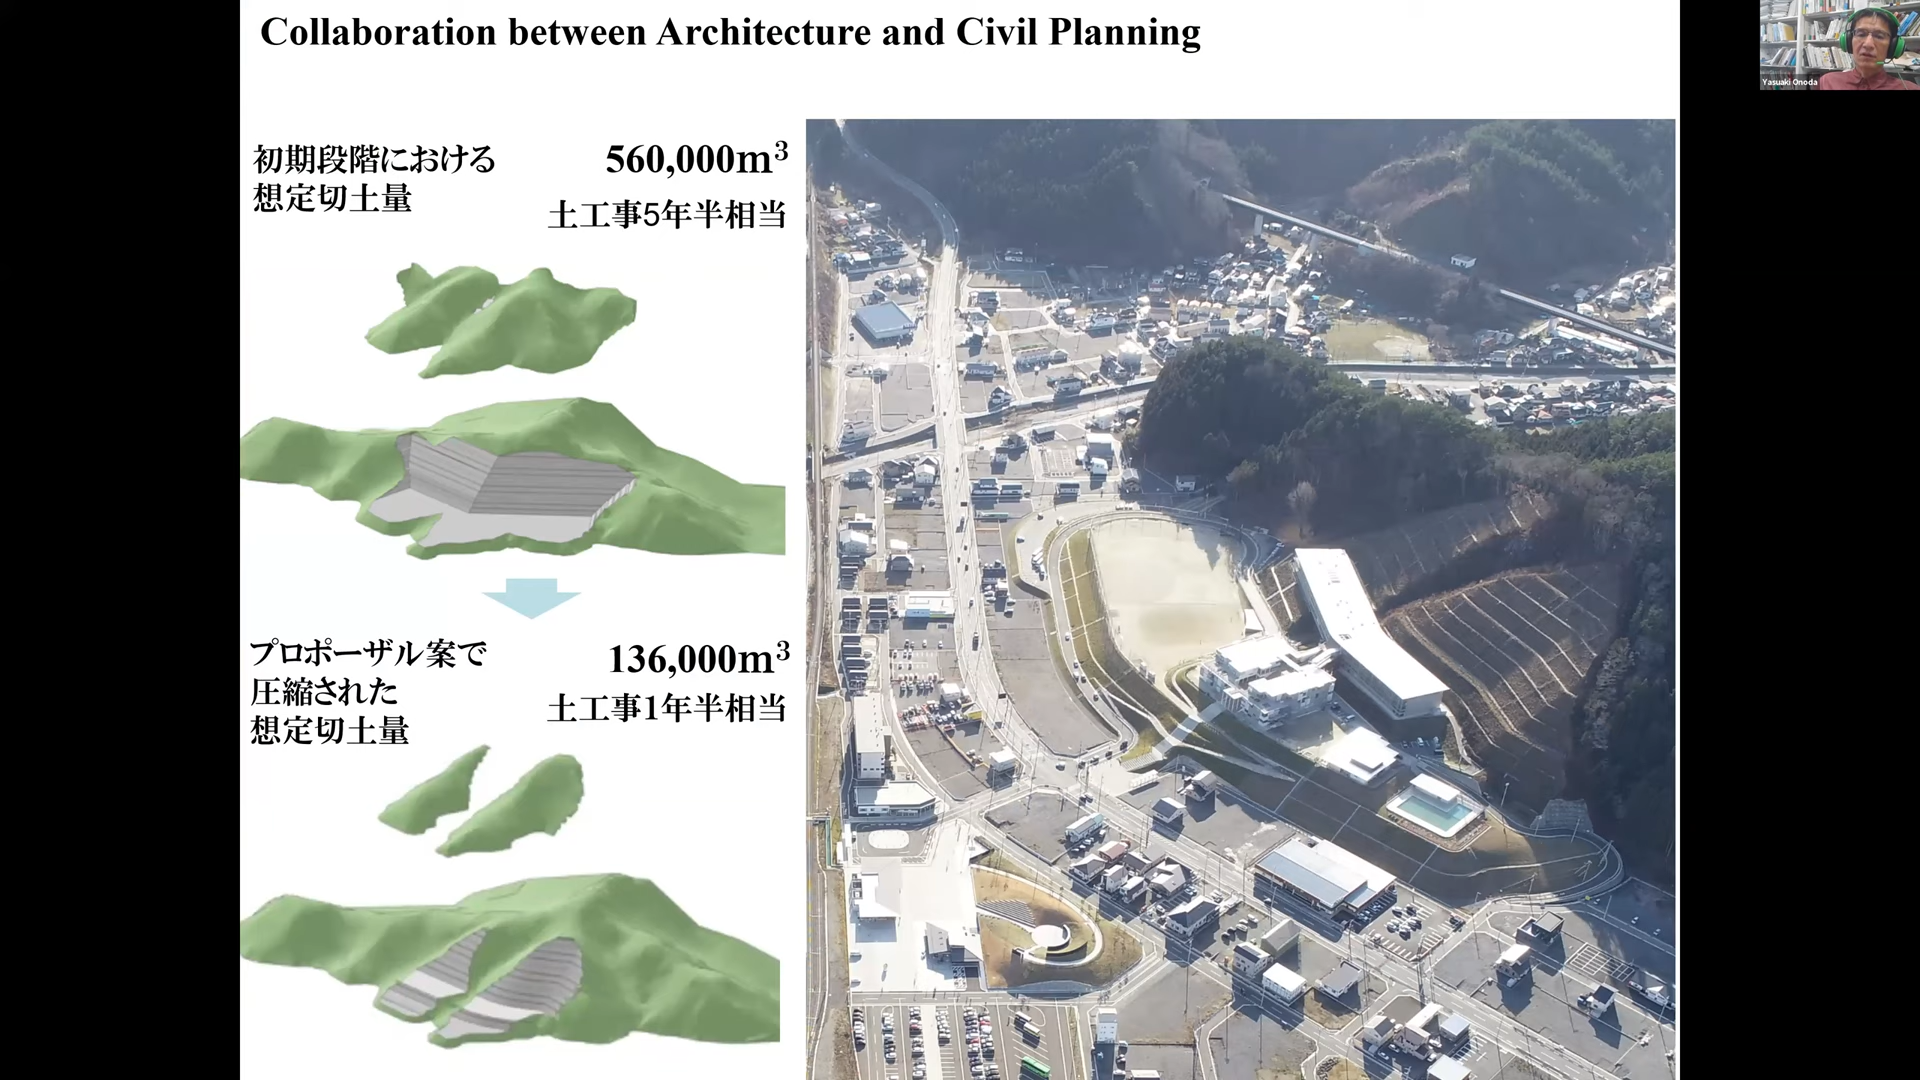 Collaboration between Architecture and Civil Planning
初期段階における
想定切土量
560,000m³
土工事5年半相当
プロポーザル案で
圧縮された
想定切土量
136,000m³
土工事1年半相当
Yasuaki Onoda